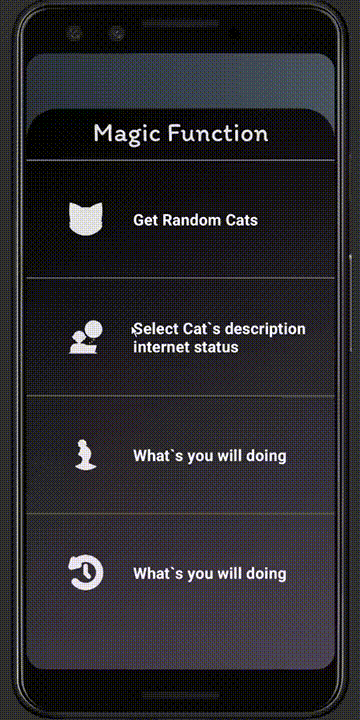 Magic Function
Get Random Cats
Select Cat`s description
internet status
What`s you will doing
What`s you will doing